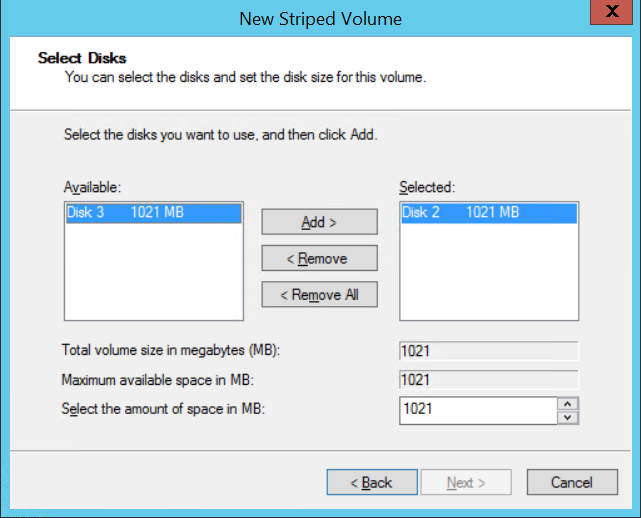 New Striped Volume
X
Select Disks
You can select the disks and set the disk size for this volume.
Select the disks you want to use, and then click Add.
Available:
Disk 3 1021 MB
Add >
< Remove
< Remove All
Selected:
Disk 2 1021 MB
Total volume size in megabytes (MB): 1021
Maximum available space in MB: 1021
Select the amount of space in MB: 1021
< Back Next > Cancel